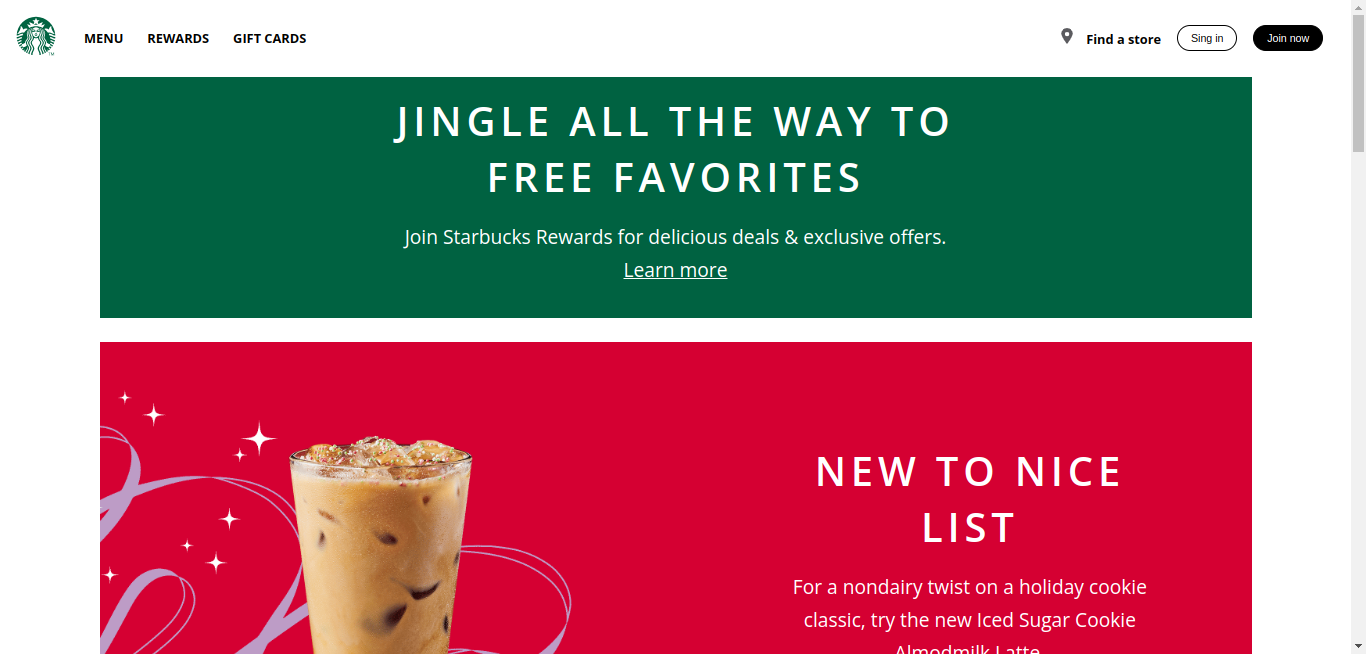 MENU REWARDS GIFT CARDS Find a store Sing in Join now
JINGLE ALL THE WAY TO
FREE FAVORITES
Join Starbucks Rewards for delicious deals & exclusive offers.
Learn more
NEW TO NICE
LIST
For a nondairy twist on a holiday cookie
classic, try the new Iced Sugar Cookie
Almodmilk Latte